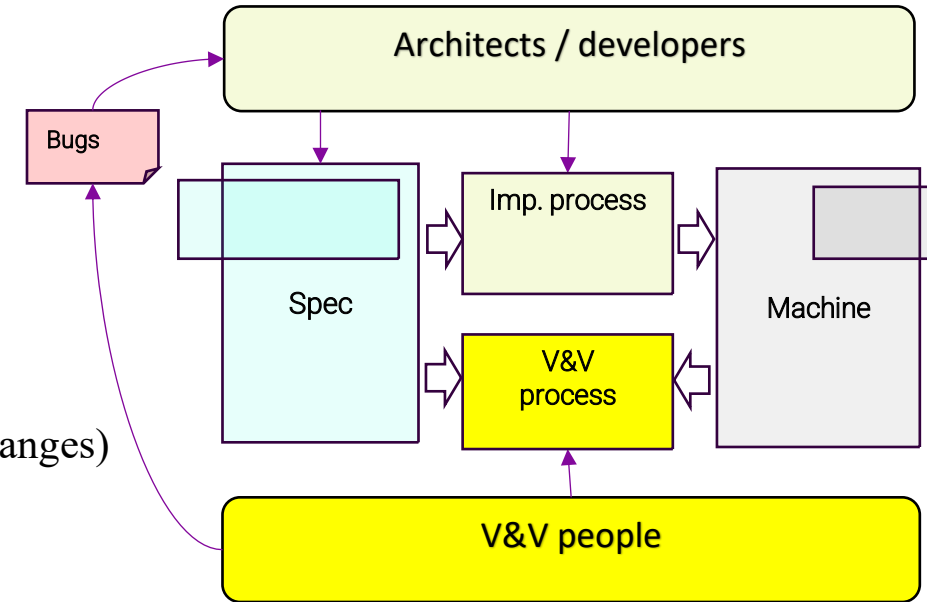 Architects / developers
Bugs
Imp. process
Spec
Machine
V&V
process
anges)
V&V people